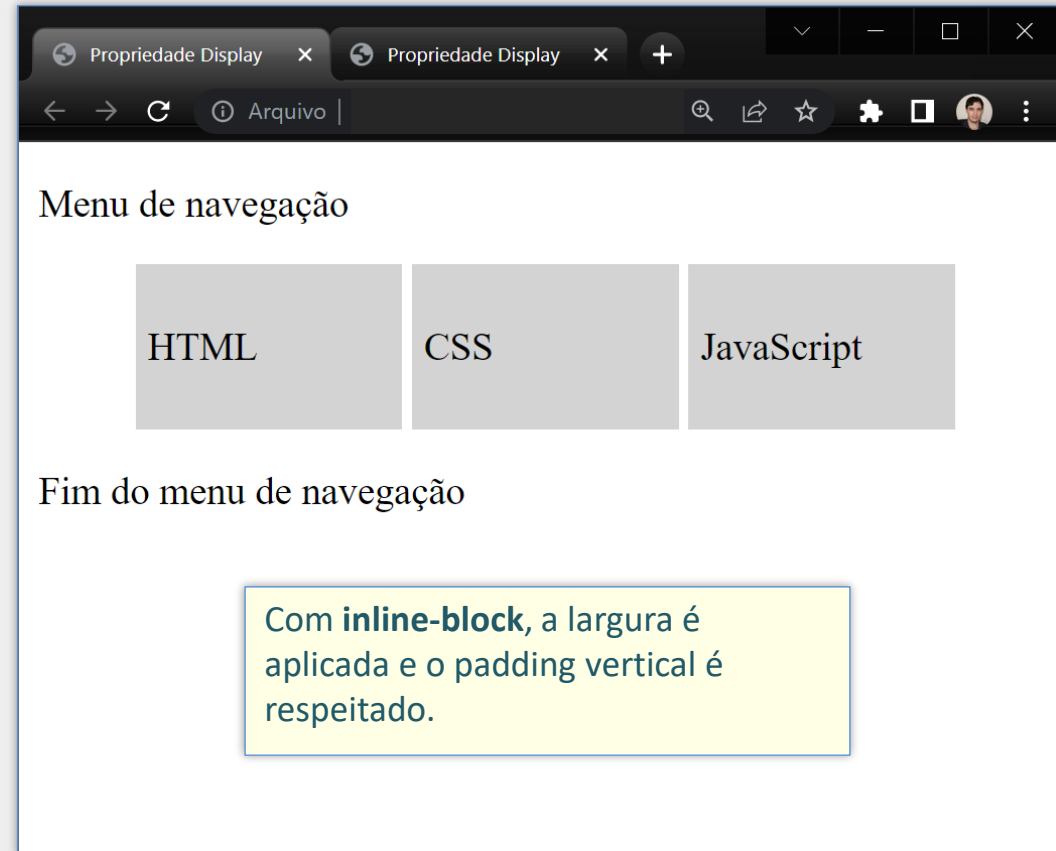 Propriedade Display
Propriedade Display
Arquivo
Menu de navegação
HTML CSS JavaScript
Fim do menu de navegação
Com inline-block, a largura é
aplicada e o padding vertical é
respeitado.